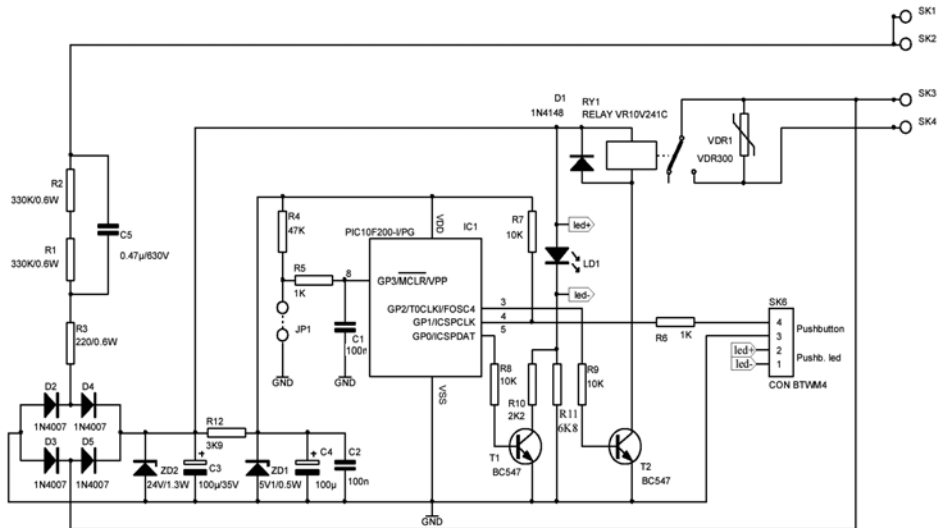 SK1
SK2
D1
1N4148
RY1
RELAY VR10V241C
SK3
SK4
VDR1
VDR300
R2
330K/0.6W
R1
330K/0.6W
C5
0.47µ/630V
R3
220/0.6W
R4
47K
R5
1K
8
JP1
C1
100n
GND
GND
PIC10F200-I/PG
IC1
VDD
GP3/MCLR/VPP
GP2/T0CLKI/FOSC4
GP1/ICSPCLK
GP0/ICSPDAT
VSS
3
4
5
R7
10K
led+
LD1
led-
R6
1K
SK6
4
3
2
1
Pushbutton
Pushb. led
led+
led-
CON BTWM4
R8
10K
R10
2K2
R11
6K8
R9
10K
T1
BC547
T2
BC547
D2
1N4007
D4
1N4007
D3
1N4007
D5
1N4007
R12
3K9
ZD2
24V/1.3W
+
C3
100µ/35V
ZD1
5V1/0.5W
+
C4
100µ
C2
100n
GND